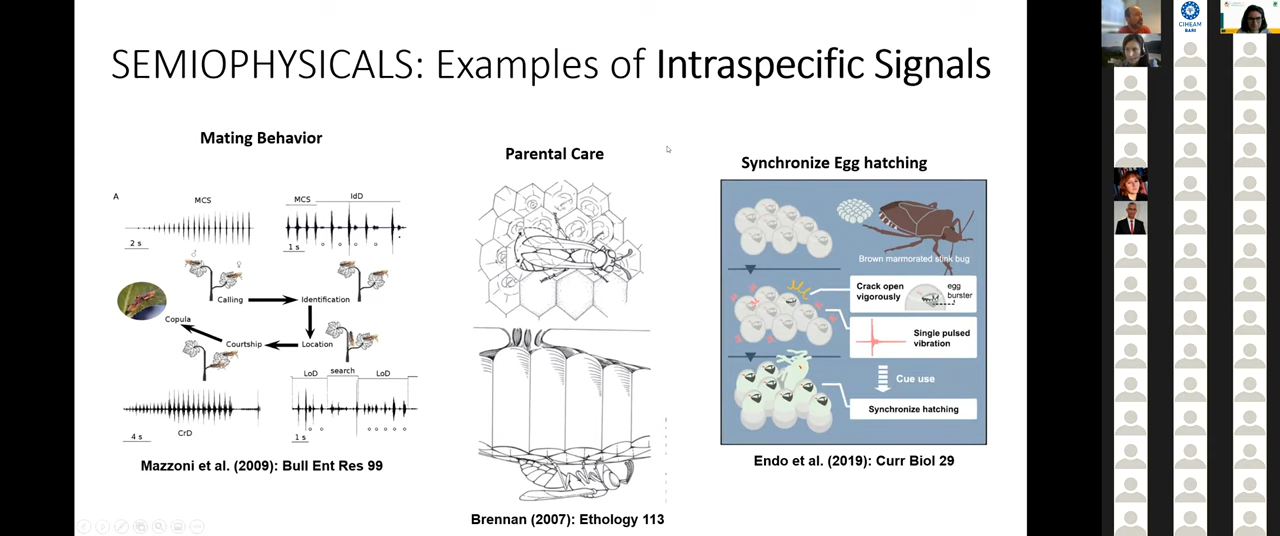 SEMIOPHYSICALS: Examples of Intraspecific Signals
Mating Behavior
A
MCS
2 s
MCS
IdD
1 s
♂
♀
Calling
Identification
Copula
Courtship
Location
4 s
CrD
LoD
search
LoD
1 s
Mazzoni et al. (2009): Bull Ent Res 99
Parental Care
Brennan (2007): Ethology 113
Synchronize Egg hatching
Brown marmorated stink bug
Crack open
vigorously
egg
burster
Single pulsed
vibration
Cue use
Synchronize hatching
Endo et al. (2019): Curr Biol 29
CIHEAM
BARI